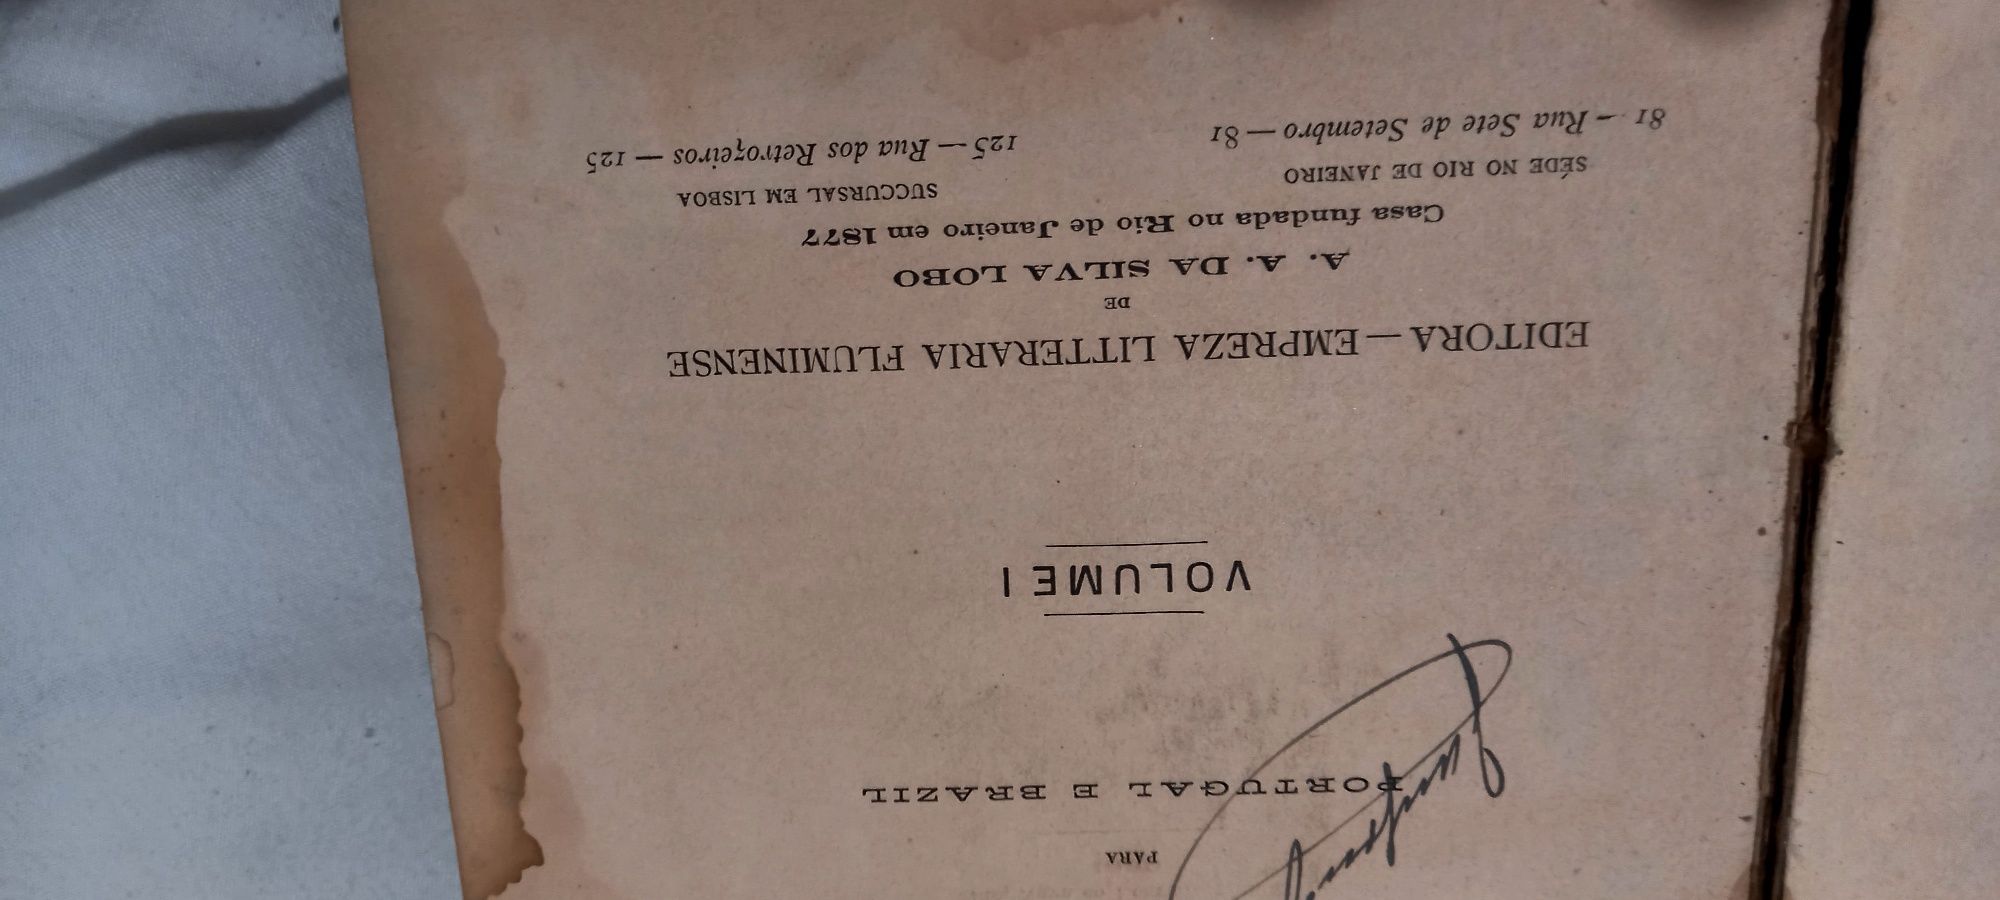 PARA
PORTUGAL E BRAZIL
VOLUME I
EDITORA — EMPREZA LITTERARIA FLUMINENSE
DE
A. A. DA SILVA LOBO
Casa fundada no Rio de Janeiro em 1877
SÉDE NO RIO DE JANEIRO
81 — Rua Sete de Setembro — 81
SUCCURSAL EM LISBOA
125 — Rua dos Retrozeiros — 125